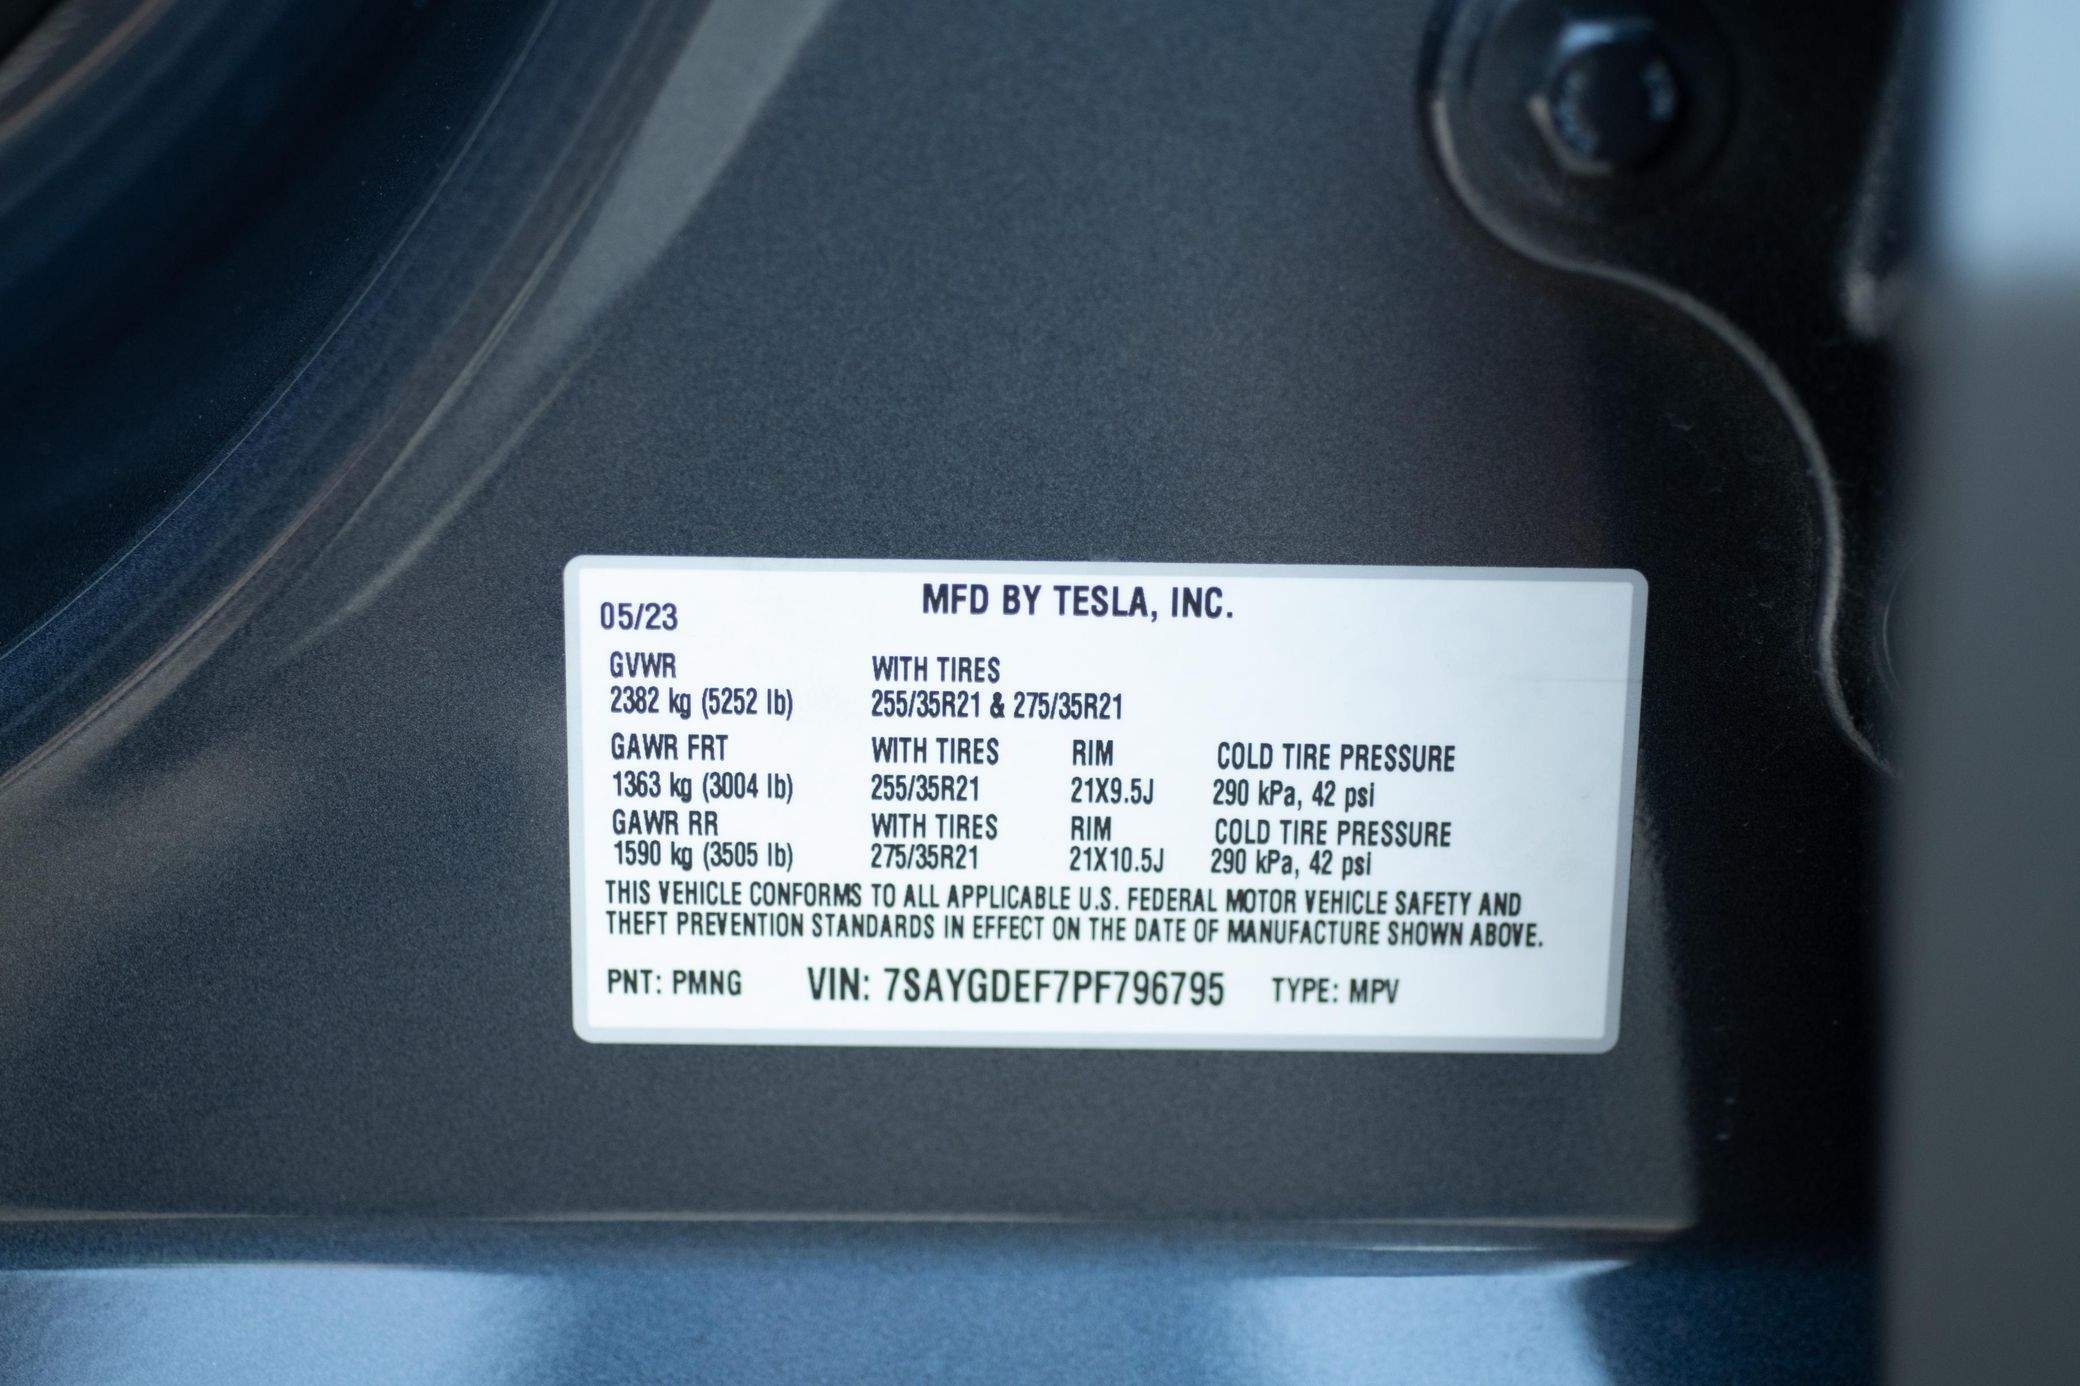 MFD BY TESLA, INC.
05/23
GVWR WITH TIRES
2382 kg (5252 lb) 255/35R21 & 275/35R21
GAWR FRT WITH TIRES RIM COLD TIRE PRESSURE
1363 kg (3004 lb) 255/35R21 21X9.5J 290 kPa, 42 psi
GAWR RR WITH TIRES RIM COLD TIRE PRESSURE
1590 kg (3505 lb) 275/35R21 21X10.5J 290 kPa, 42 psi
THIS VEHICLE CONFORMS TO ALL APPLICABLE U.S. FEDERAL MOTOR VEHICLE SAFETY AND
THEFT PREVENTION STANDARDS IN EFFECT ON THE DATE OF MANUFACTURE SHOWN ABOVE.
PNT: PMNG VIN: 7SAYGDEF7PF796795 TYPE: MPV